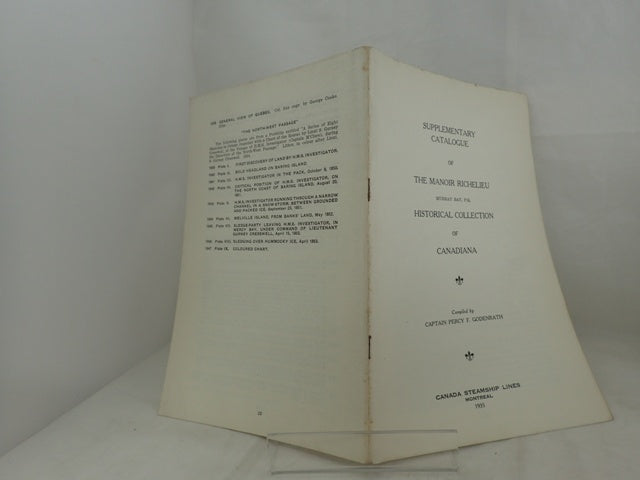 GENERAL VIEW OF QUEBEC.
"THE NORTH-WEST PASSAGE"
Plate I. FIRST DISCOVERY OF LAND BY H.M.S. INVESTIGATOR,
Plate II. BOLD HEADLAND ON BARING ISLAND.
Plate III. H.M.S. INVESTIGATOR IN THE PACK, October 8, 1850.
Plate IV. CRITICAL POSITION OF H.M.S. INVESTIGATOR, ON
THE NORTH COAST OF BARING ISLAND, August 20,
1851.
Plate V. H.M.S. INVESTIGATOR RUNNING THROUGH A NARROW
CHANNEL IN A SNOW-STORM BETWEEN GROUNDED
AND PACKED ICE, September 23, 1851.
Plate VI. MELVILLE ISLAND, FROM BANKS' LAND, May 1852.
Plate VII. SLEDGE-PARTY LEAVING H.M.S. INVESTIGATOR, IN
MERCY BAY, UNDER COMMAND OF LIEUTENANT
GURNEY CRESSWELL, April 15, 1853.
Plate VIII. SLEDGING OVER HUMMOCKY ICE, April 1853.
Plate IX. COLOURED CHART.
22
SUPPLEMENTARY
CATALOGUE
OF
THE MANOIR RICHELIEU
MURRAY BAY, P.Q.
HISTORICAL COLLECTION
OF
CANADIANA
Compiled by
CAPTAIN PERCY F. GODENRATH
CANADA STEAMSHIP LINES
MONTREAL
1935